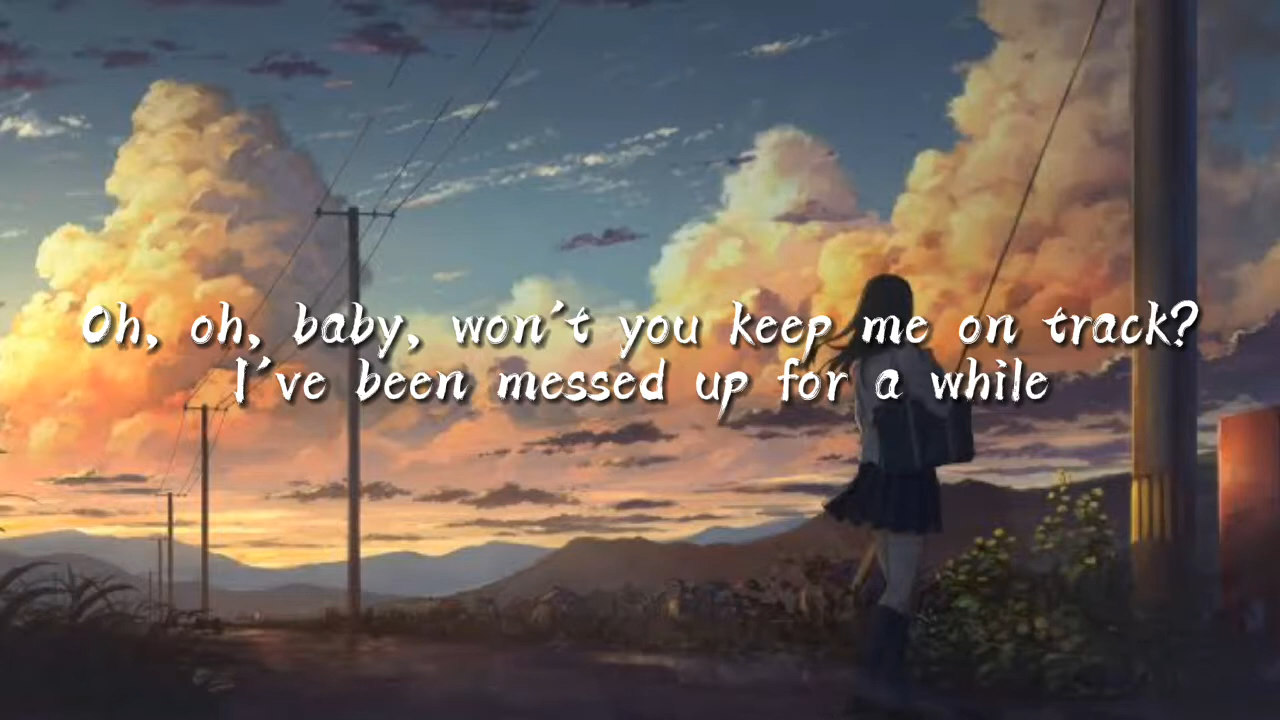 Oh, oh, baby, won't you keep me on track?
I've been messed up for a while